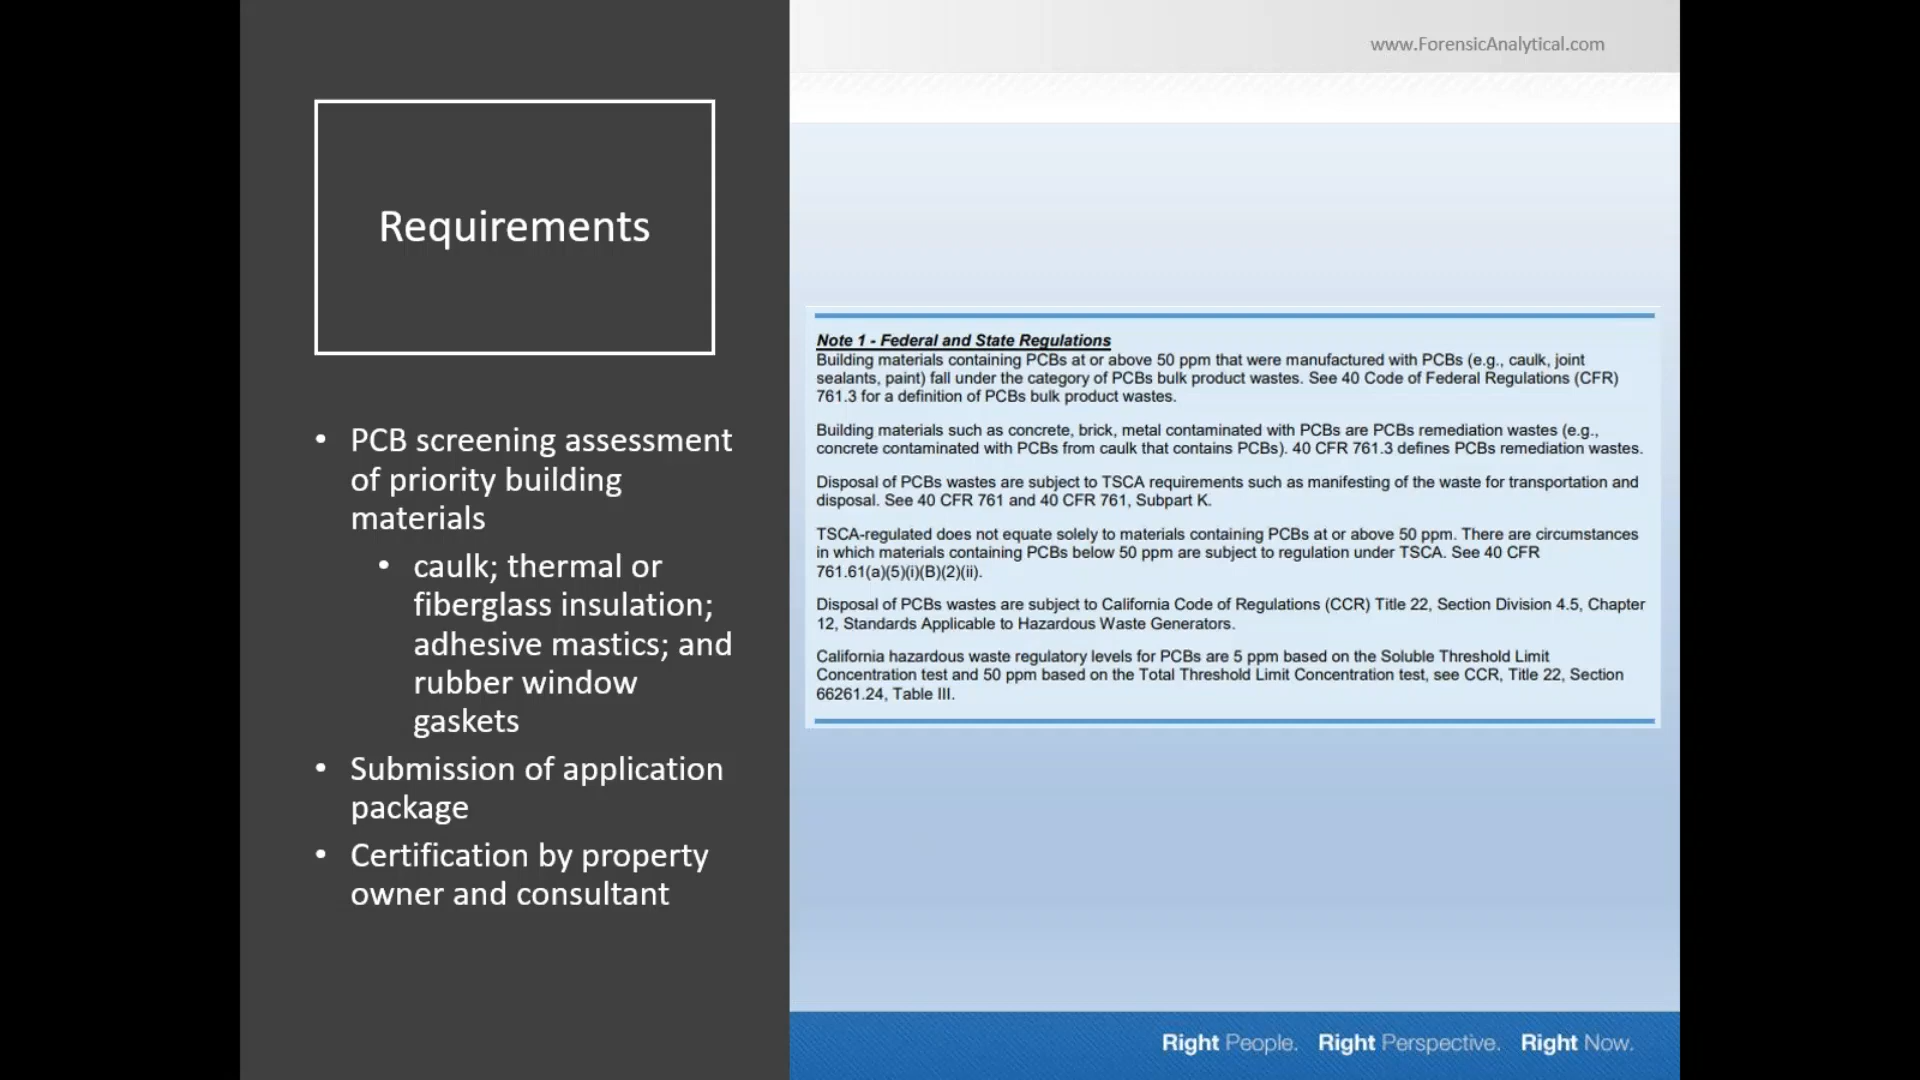 www.ForensicAnalytical.com
Requirements
• PCB screening assessment
of priority building
materials
• caulk; thermal or
fiberglass insulation;
adhesive mastics; and
rubber window
gaskets
• Submission of application
package
• Certification by property
owner and consultant
Note 1 - Federal and State Regulations
Building materials containing PCBs at or above 50 ppm that were manufactured with PCBs (e.g., caulk, joint
sealants, paint) fall under the category of PCBs bulk product wastes. See 40 Code of Federal Regulations (CFR)
761.3 for a definition of PCBs bulk product wastes.
Building materials such as concrete, brick, metal contaminated with PCBs are PCBs remediation wastes (e.g.,
concrete contaminated with PCBs from caulk that contains PCBs). 40 CFR 761.3 defines PCBs remediation wastes.
Disposal of PCBs wastes are subject to TSCA requirements such as manifesting of the waste for transportation and
disposal. See 40 CFR 761 and 40 CFR 761, Subpart K.
TSCA-regulated does not equate solely to materials containing PCBs at or above 50 ppm. There are circumstances
in which materials containing PCBs below 50 ppm are subject to regulation under TSCA. See 40 CFR
761.61(a)(5)(i)(B)(2)(ii).
Disposal of PCBs wastes are subject to California Code of Regulations (CCR) Title 22, Section Division 4.5, Chapter
12, Standards Applicable to Hazardous Waste Generators.
California hazardous waste regulatory levels for PCBs are 5 ppm based on the Soluble Threshold Limit
Concentration test and 50 ppm based on the Total Threshold Limit Concentration test, see CCR, Title 22, Section
66261.24, Table III.
Right People. Right Perspective. Right Now.